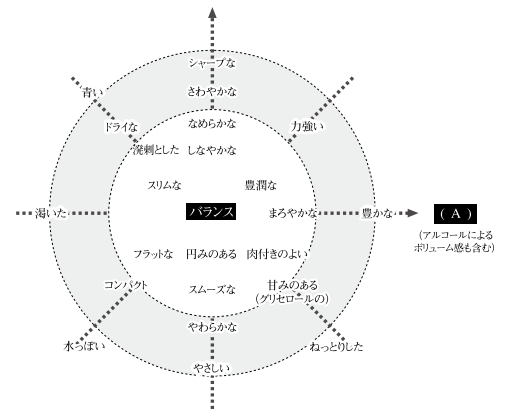 シャープな
青い
さわやかな
ドライな
なめらかな
力強い
溌剌とした
しなやかな
スリムな
豊潤な
渇いた
バランス
まろやかな
豊かな
( A )
(アルコールによる
ボリューム感も含む)
フラットな
円みのある
肉付きのよい
コンパクト
スムーズな
甘みのある
(グリセロールの)
やわらかな
水っぽい
ねっとりした
やさしい